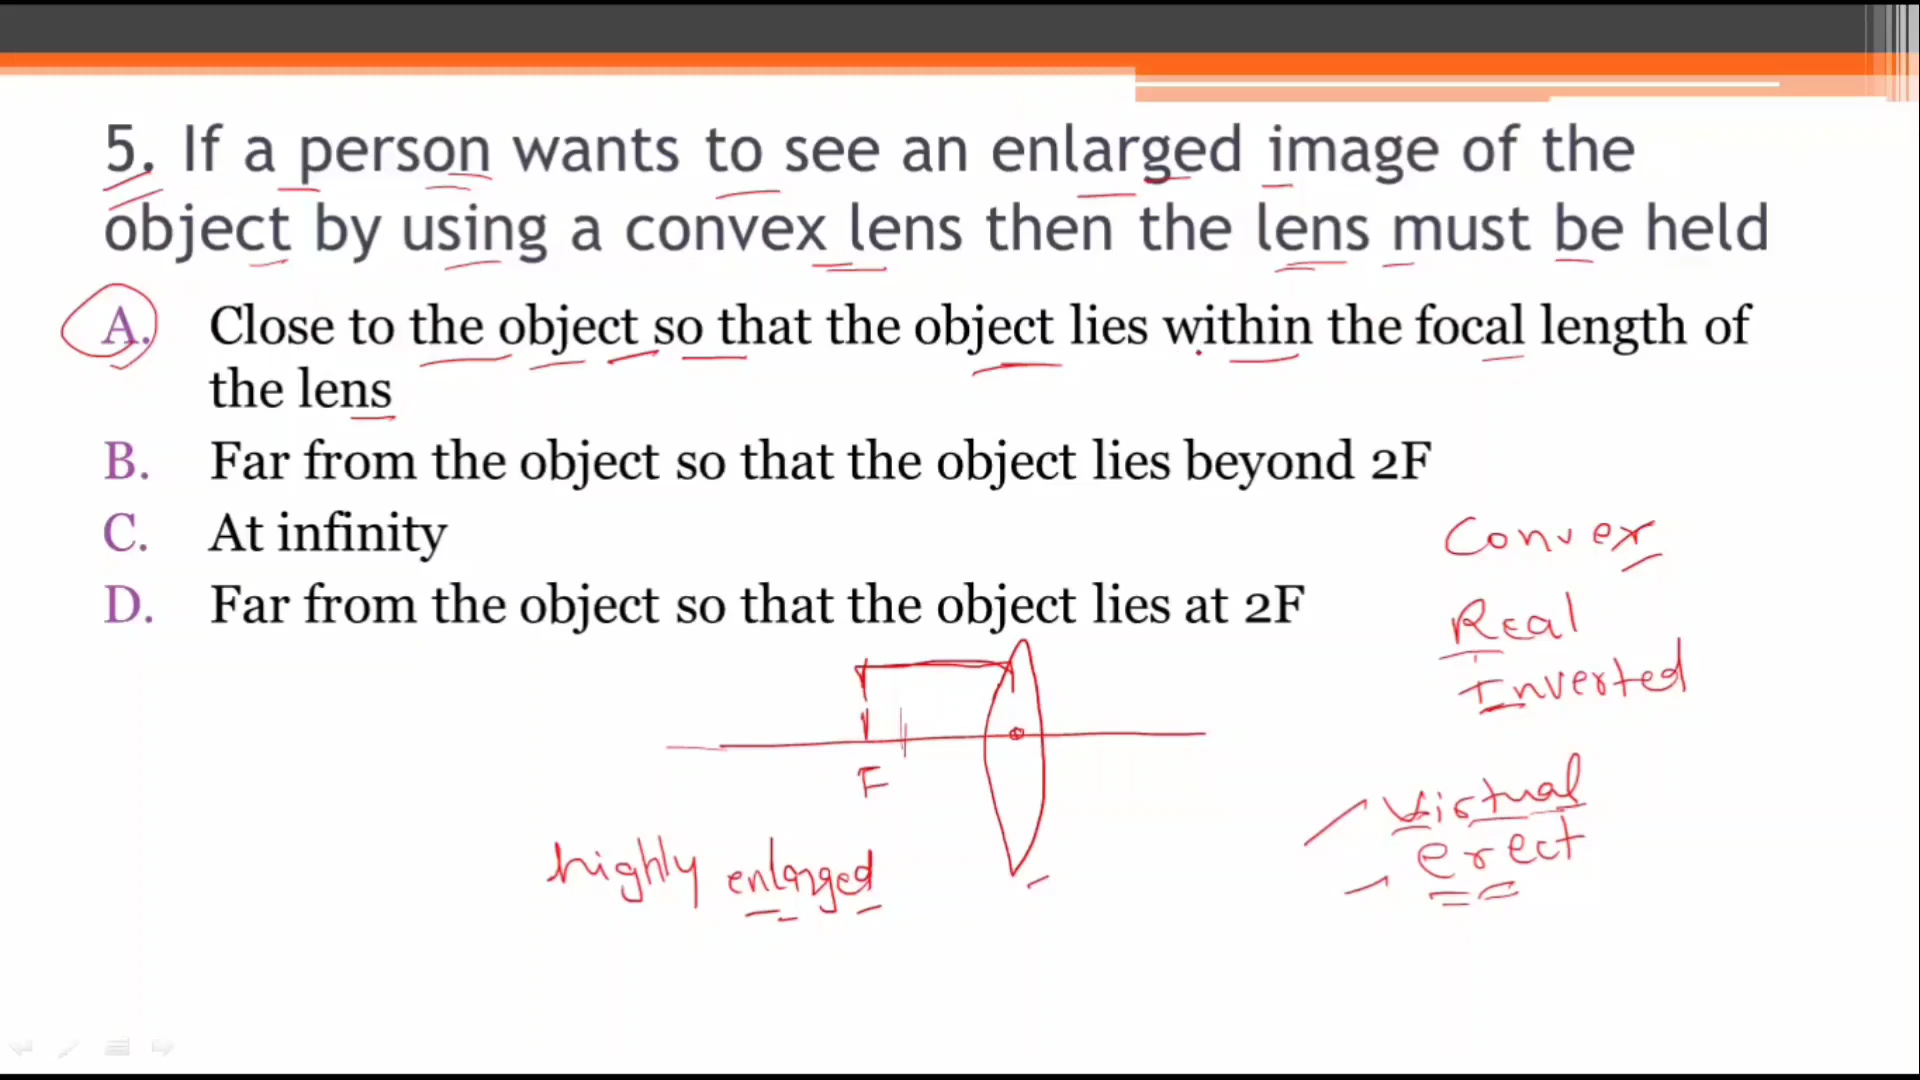 5. If a person wants to see an enlarged image of the
object by using a convex lens then the lens must be held
A. Close to the object so that the object lies within the focal length of
the lens
B. Far from the object so that the object lies beyond 2F
C. At infinity
D. Far from the object so that the object lies at 2F
Convex
Real
Inverted
F
Virtual
erect
highly enlarged